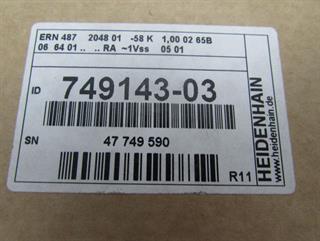 ERN 487 2048 01 -58 K 1,00 02 65B
06 64 01 .. .. RA ~1Vss 05 01
ID 749143-03
SN 47 749 590
R11
HEIDENHAIN
www.heidenhain.de